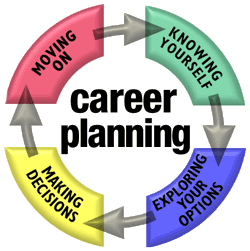 MOVING
ON
KNOWING
YOURSELF
career
planning
MAKING
DECISIONS
EXPLORING
YOUR
OPTIONS